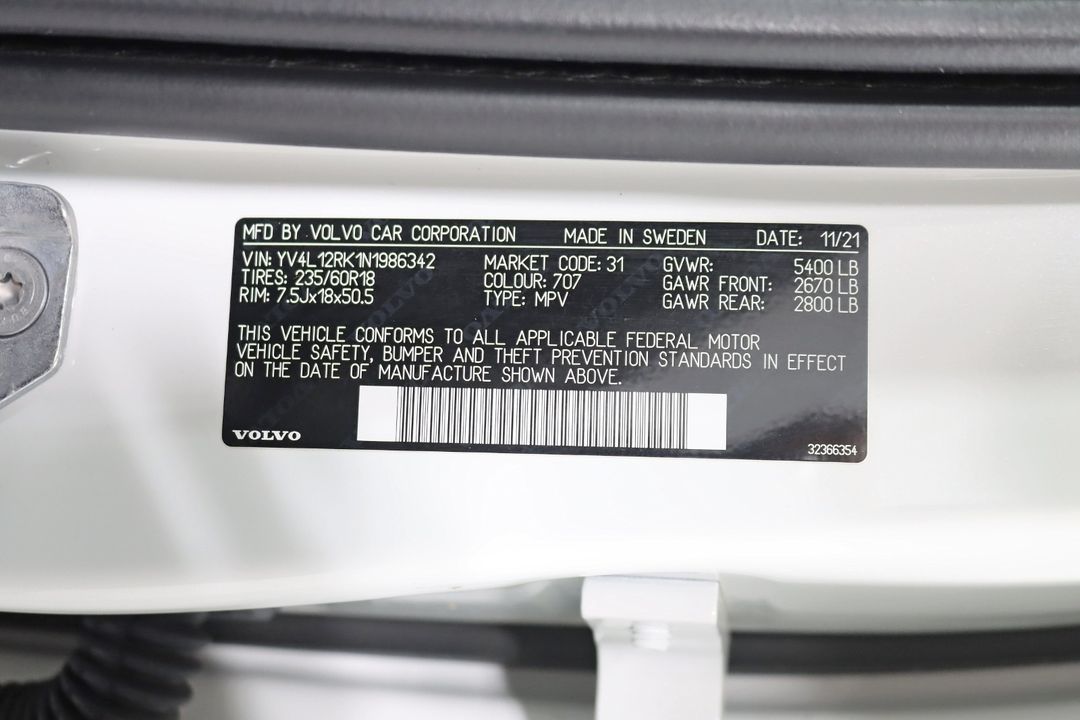 MFD BY VOLVO CAR CORPORATION MADE IN SWEDEN DATE: 11/21
VIN: YV4L12RK1N1986342 MARKET CODE: 31 GVWR: 5400 LB
TIRES: 235/60R18 COLOUR: 707 GAWR FRONT: 2670 LB
RIM: 7.5Jx18x50.5 TYPE: MPV GAWR REAR: 2800 LB
THIS VEHICLE CONFORMS TO ALL APPLICABLE FEDERAL MOTOR
VEHICLE SAFETY, BUMPER AND THEFT PREVENTION STANDARDS IN EFFECT
ON THE DATE OF MANUFACTURE SHOWN ABOVE.
VOLVO 32366354